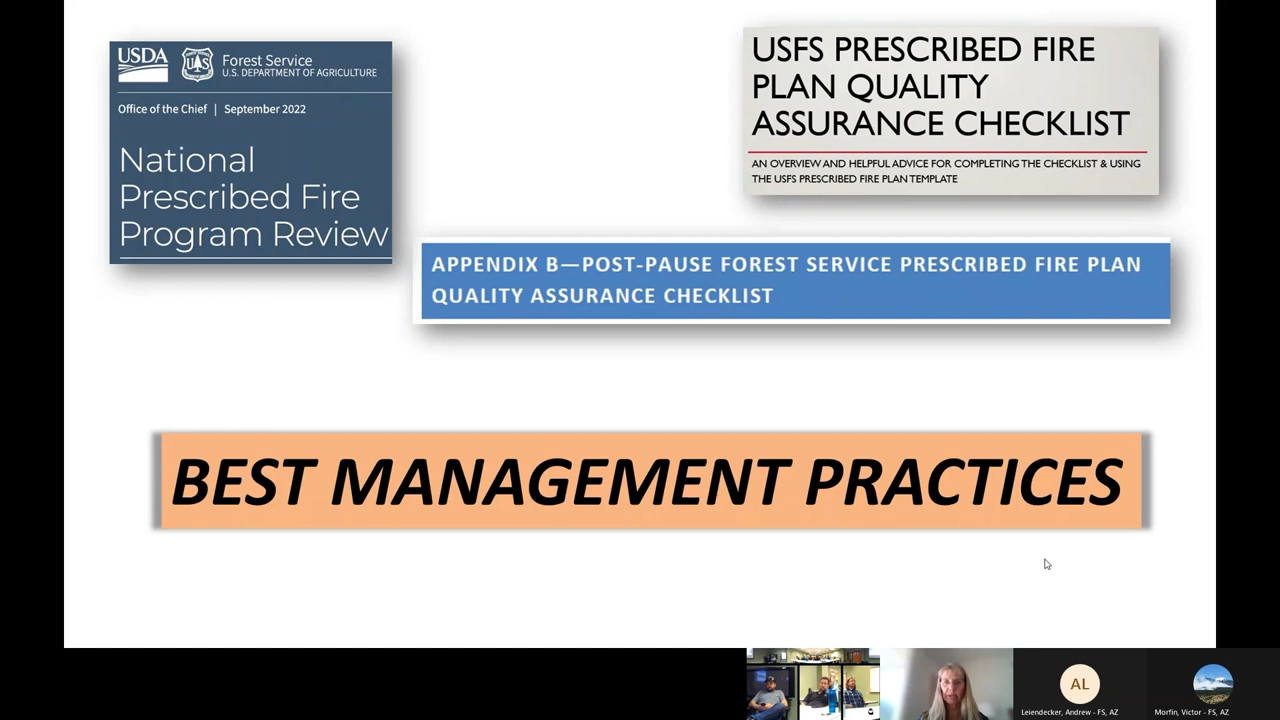 USDA
Forest Service
U.S. DEPARTMENT OF AGRICULTURE
Office of the Chief | September 2022
National
Prescribed Fire
Program Review
USFS PRESCRIBED FIRE
PLAN QUALITY
ASSURANCE CHECKLIST
AN OVERVIEW AND HELPFUL ADVICE FOR COMPLETING THE CHECKLIST & USING
THE USFS PRESCRIBED FIRE PLAN TEMPLATE
APPENDIX B—POST-PAUSE FOREST SERVICE PRESCRIBED FIRE PLAN
QUALITY ASSURANCE CHECKLIST
BEST MANAGEMENT PRACTICES
AL
Leiendecker, Andrew - FS, AZ
Morfin, Victor - FS, AZ